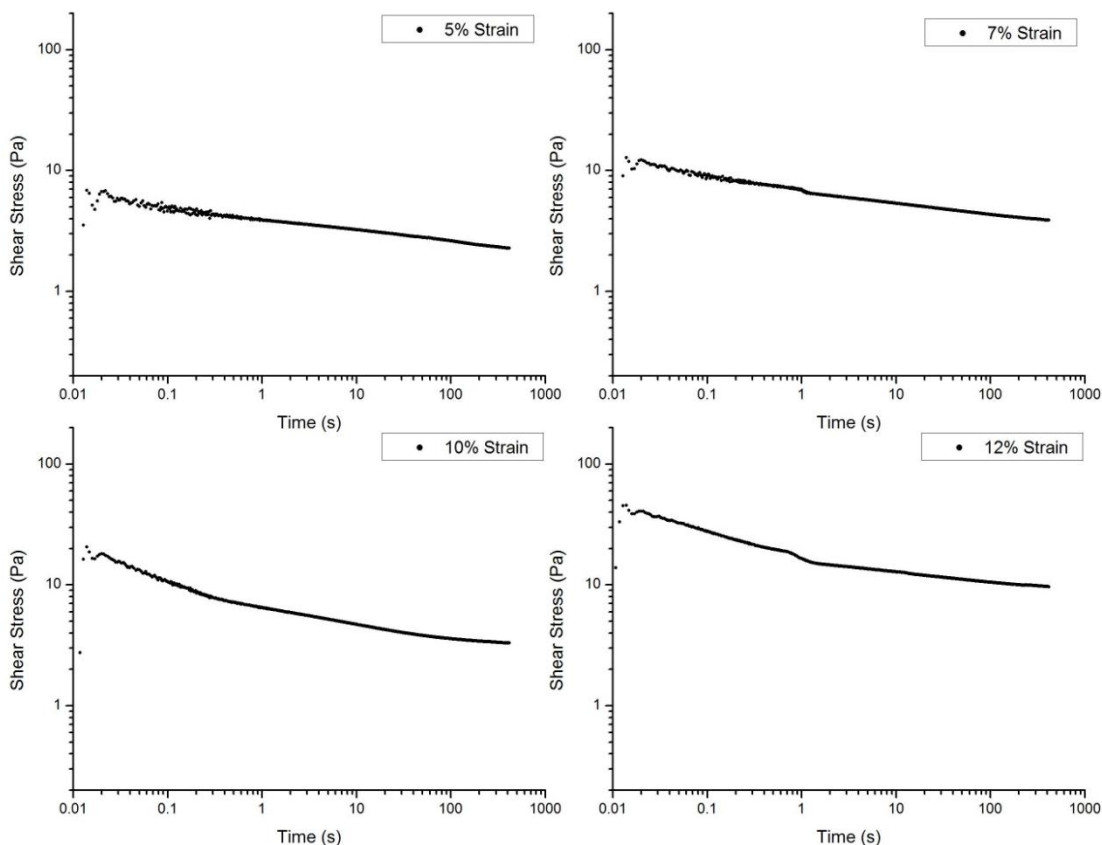 5% Strain
100
10
1
Shear Stress (Pa)
0.01 0.1 1 10 100 1000
Time (s)
7% Strain
100
10
1
Shear Stress (Pa)
0.01 0.1 1 10 100 1000
Time (s)
10% Strain
100
10
1
Shear Stress (Pa)
0.01 0.1 1 10 100 1000
Time (s)
12% Strain
100
10
1
Shear Stress (Pa)
0.01 0.1 1 10 100 1000
Time (s)